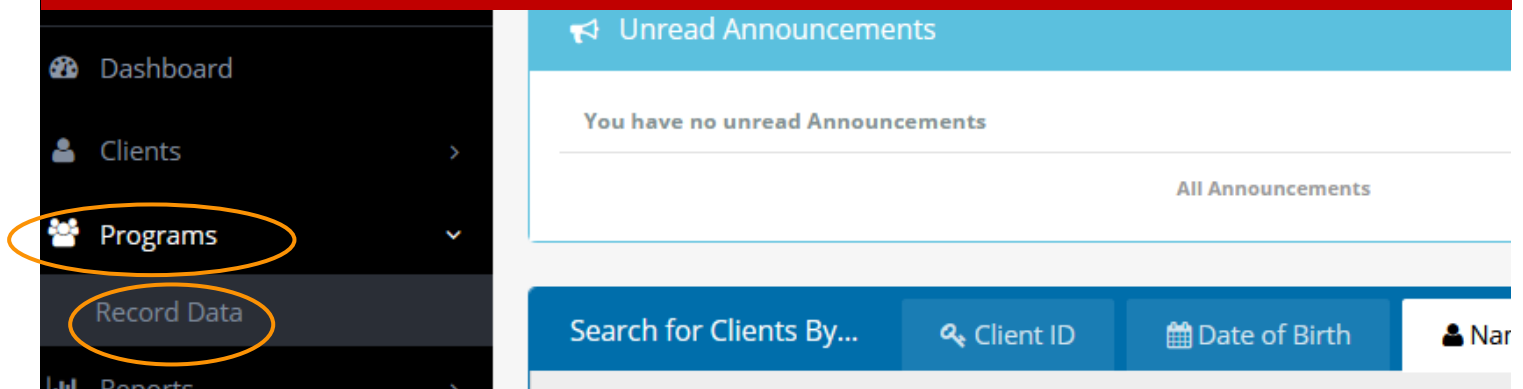 Unread Announcements
Dashboard
You have no unread Announcements
Clients
All Announcements
Programs
Record Data
Search for Clients By...
Client ID
Date of Birth
Reports